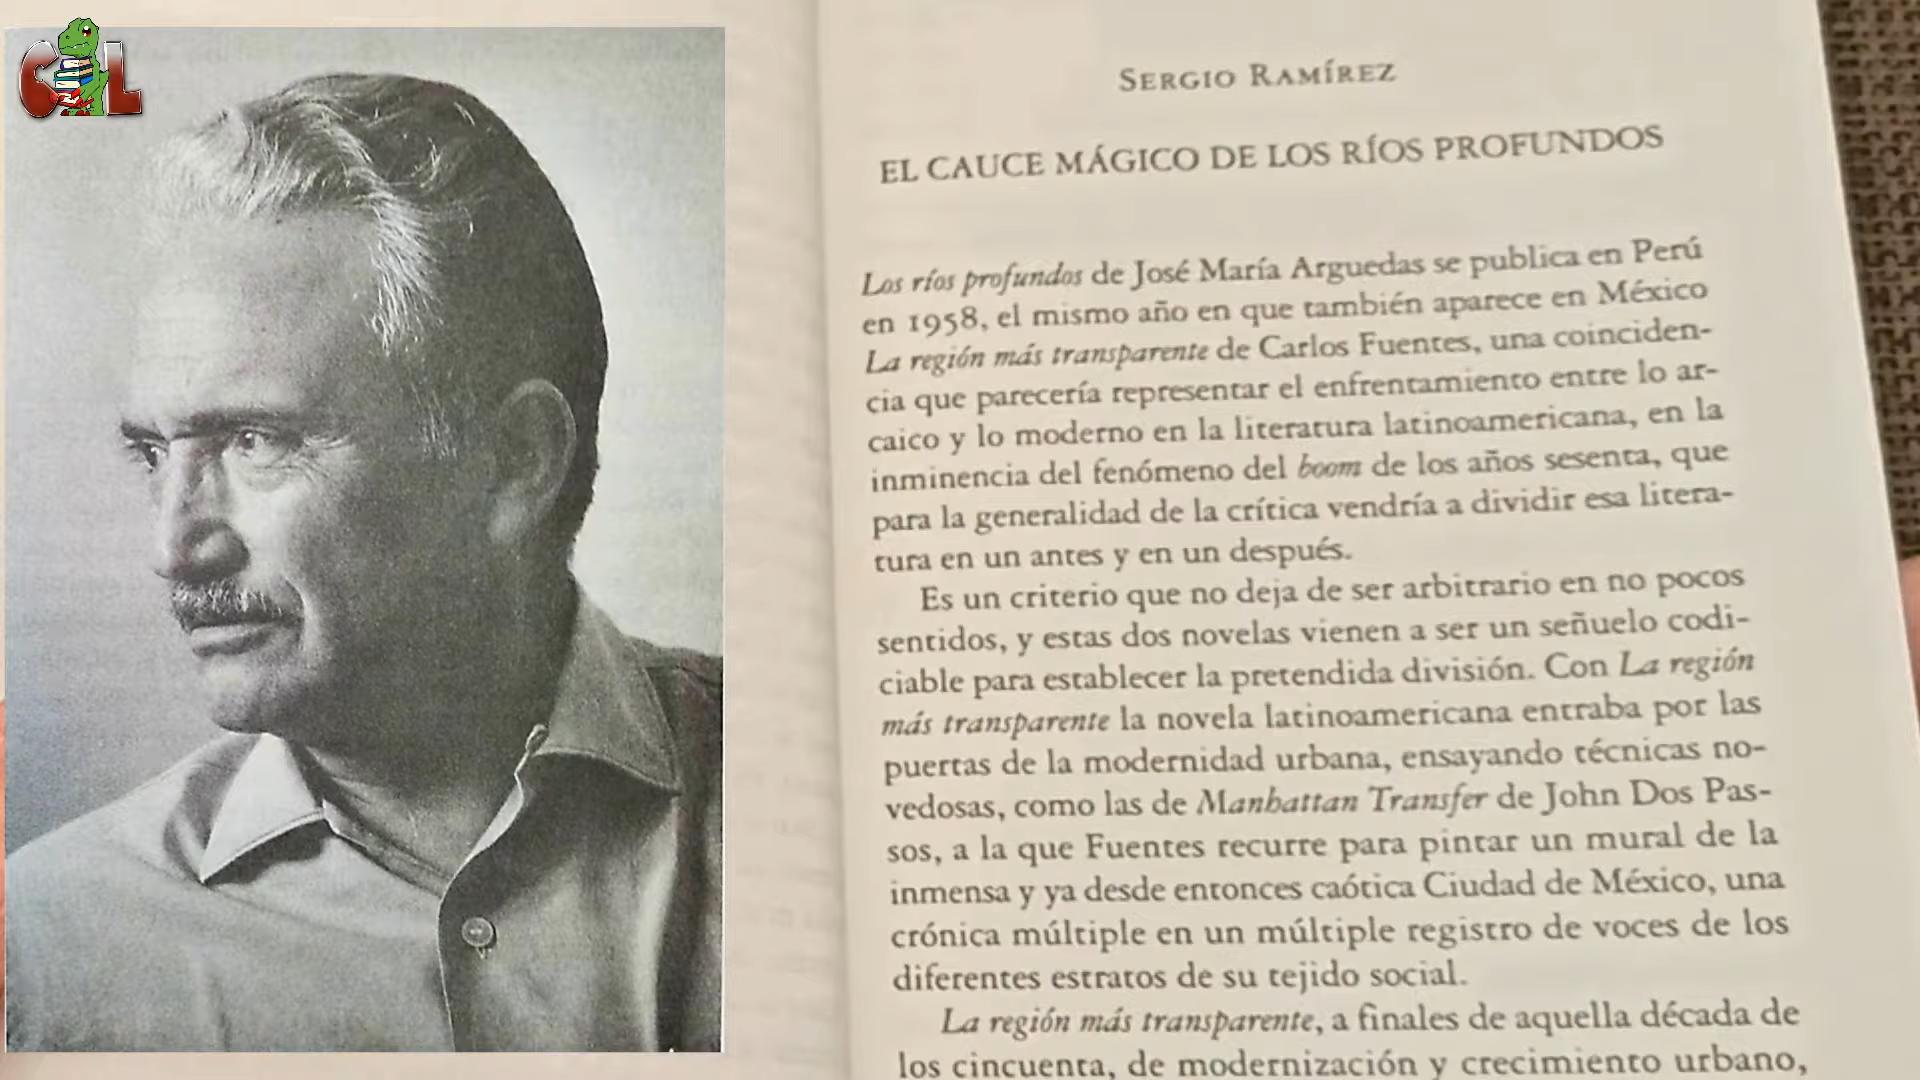 CL
SERGIO RAMÍREZ
EL CAUCE MÁGICO DE LOS RÍOS PROFUNDOS
Los ríos profundos de José María Arguedas se publica en Perú
en 1958, el mismo año en que también aparece en México
La región más transparente de Carlos Fuentes, una coinciden-
cia que parecería representar el enfrentamiento entre lo ar-
caico y lo moderno en la literatura latinoamericana, en la
inminencia del fenómeno del boom de los años sesenta, que
para la generalidad de la crítica vendría a dividir esa litera-
tura en un antes y en un después.
Es un criterio que no deja de ser arbitrario en no pocos
sentidos, y estas dos novelas vienen a ser un señuelo codi-
ciable para establecer la pretendida división. Con La región
más transparente la novela latinoamericana entraba por las
puertas de la modernidad urbana, ensayando técnicas no-
vedosas, como las de Manhattan Transfer de John Dos Pas-
sos, a la que Fuentes recurre para pintar un mural de la
inmensa y ya desde entonces caótica Ciudad de México, una
crónica múltiple en un múltiple registro de voces de los
diferentes estratos de su tejido social.
La región más transparente, a finales de aquella década de
los cincuenta, de modernización y crecimiento urbano,